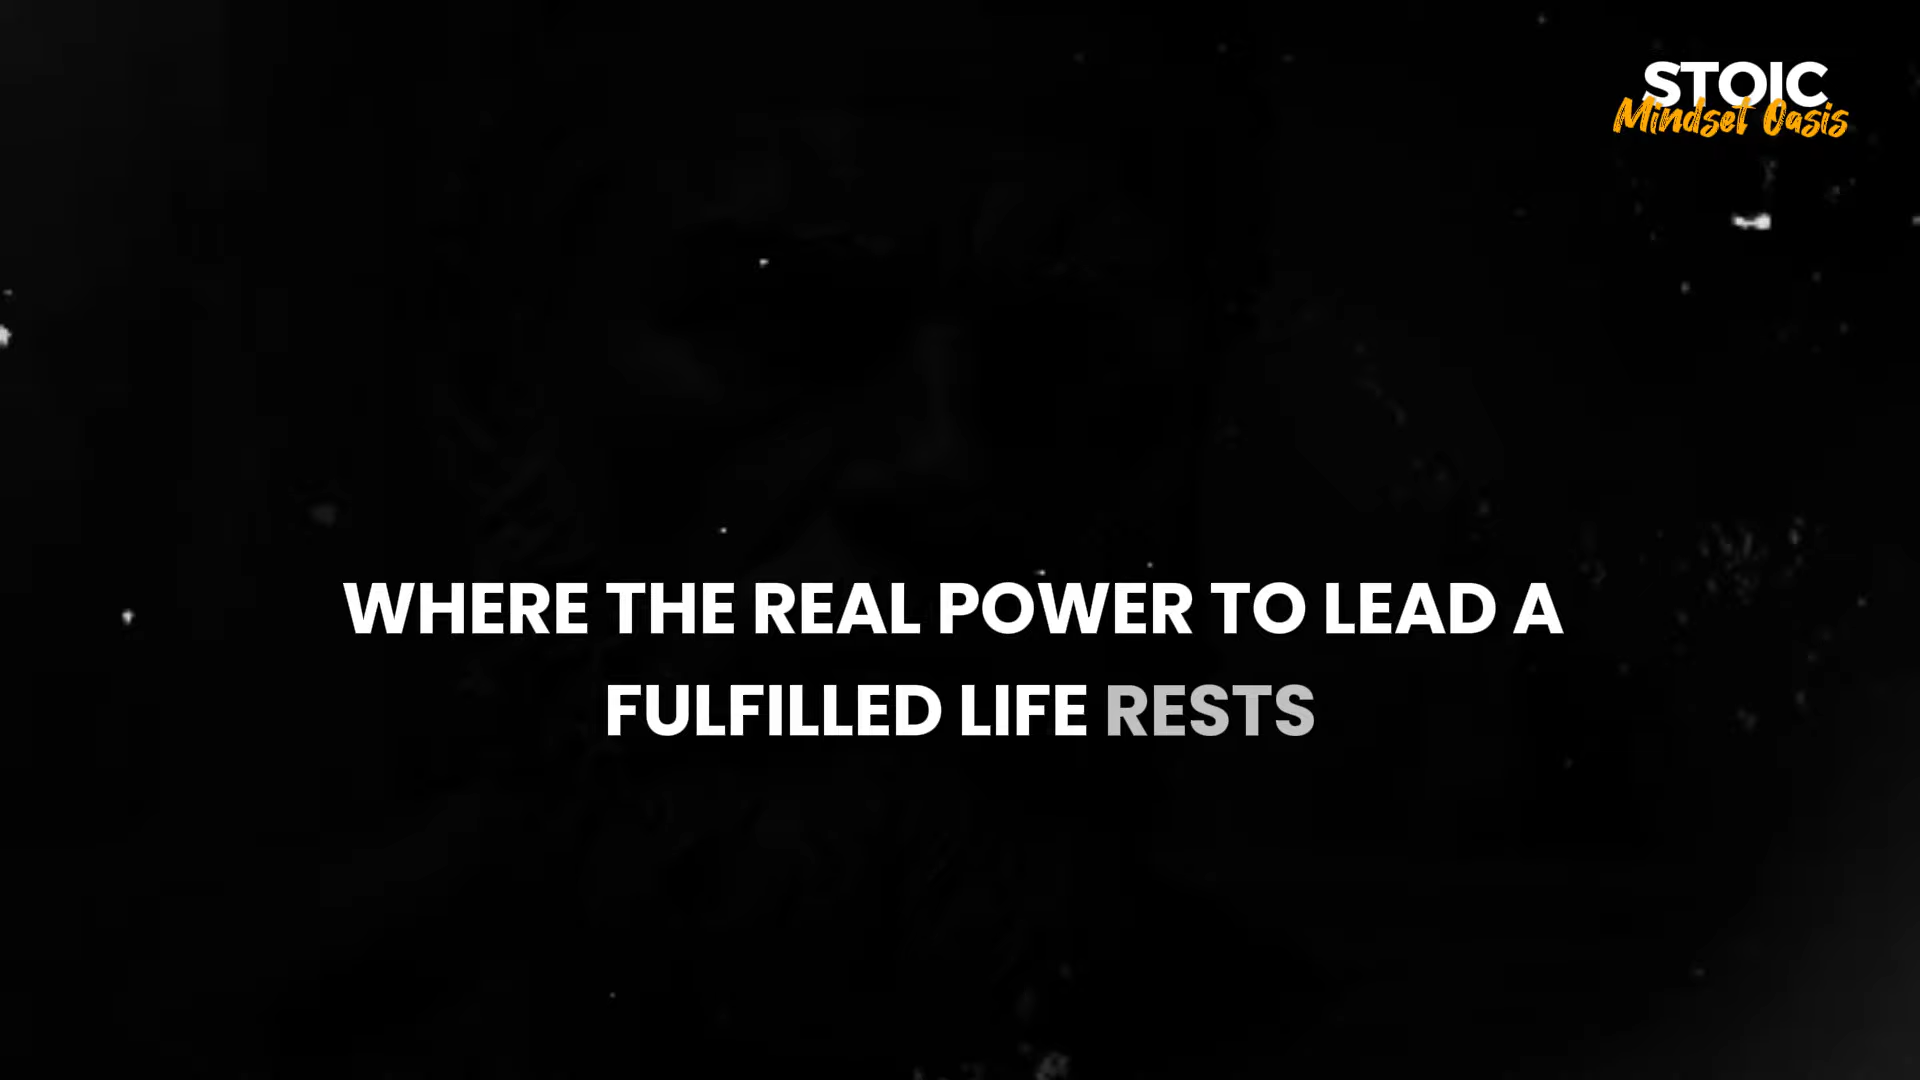 STOIC
Mindset Oasis
WHERE THE REAL POWER TO LEAD A
FULFILLED LIFE RESTS